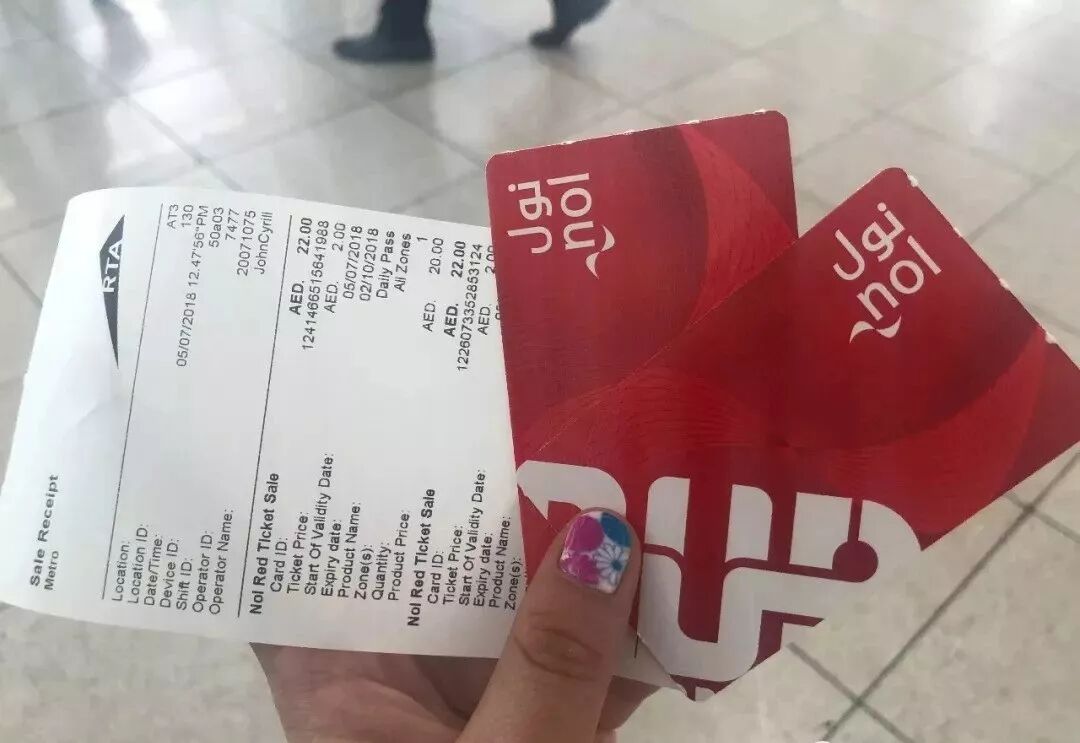 RTA
Sale Receipt
Metro
Location: AT3
Location ID: 130
Date/Time: 05/07/2018 12.47'56"PM
Device ID: 50a03
Shift ID: 7477
Operator ID: 20071075
Operator Name: JohnCyrill
Nol Red Ticket Sale AED. 22.00
Card ID: 12414665156419​88
Ticket Price: AED. 2.00
Start Of Validity Date: 05/07/2018
Expiry date: 02/10/2018
Product Name: Daily Pass
Zone(s): All Zones
Quantity: 1
Product Price: AED. 20.00
Nol Red Ticket Sale AED. 22.00
Card ID: 1226073352853124
Ticket Price: AED.
Start Of Validity Date:
Expiry date:
Product Name:
Zone(s):
نول
nol
نول
nol